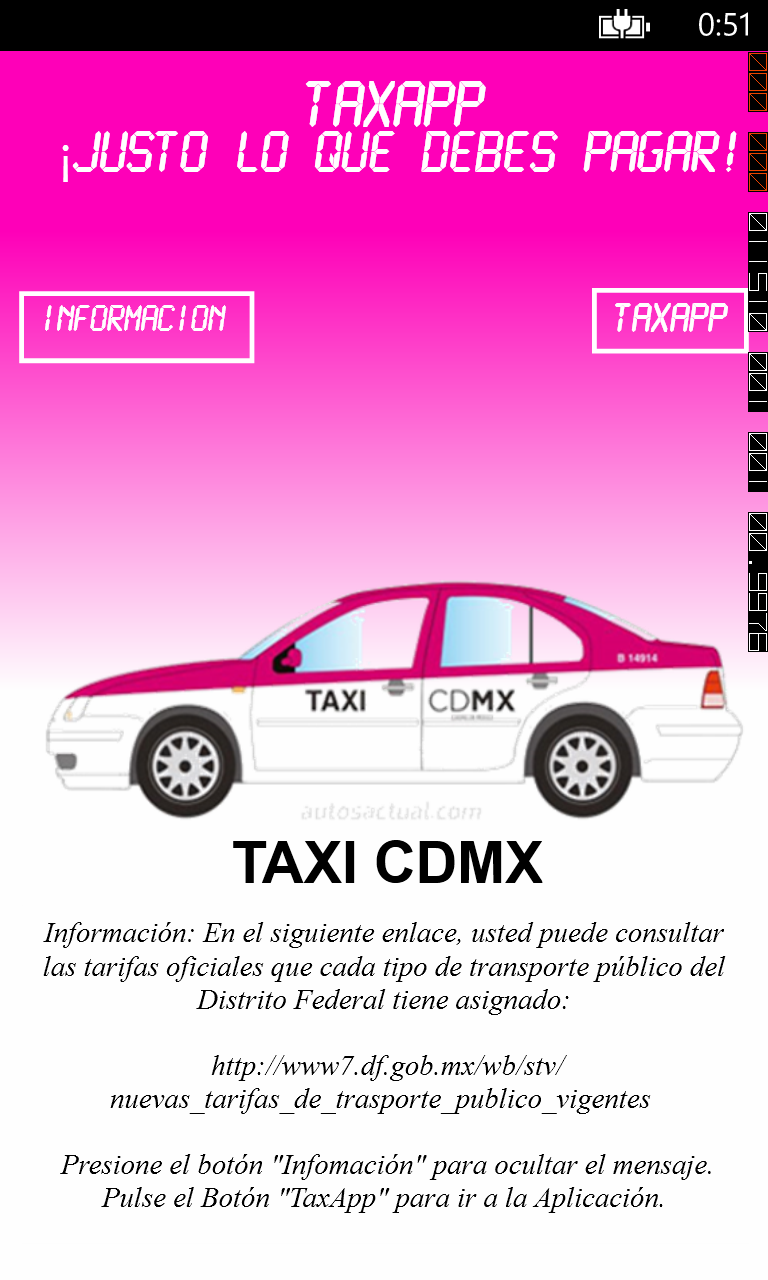 0:51
TAXAPP
¡JUSTO LO QUE DEBES PAGAR!
INFORMACION
TAXAPP
B 14914
TAXI
CDMX
autosactual.com
TAXI CDMX
Información: En el siguiente enlace, usted puede consultar
las tarifas oficiales que cada tipo de transporte público del
Distrito Federal tiene asignado:
http://www7.df.gob.mx/wb/stv/
nuevas_tarifas_de_trasporte_publico_vigentes
Presione el botón "Infomación" para ocultar el mensaje.
Pulse el Botón "TaxApp" para ir a la Aplicación.